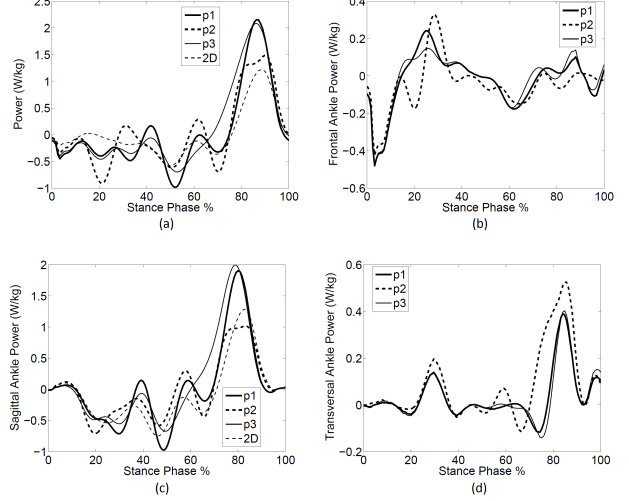 2.5
2
1.5
1
0.5
0
−0.5
−1
0 20 40 60 80 100
Power (W/kg)
Stance Phase %
p1
p2
p3
2D
(a)
0.4
0.2
0
−0.2
−0.4
−0.6
0 20 40 60 80 100
Frontal Ankle Power (W/kg)
Stance Phase %
p1
p2
p3
(b)
2
1.5
1
0.5
0
−0.5
−1
0 20 40 60 80 100
Segittal Ankle Power (W/kg)
Stance Phase %
p1
p2
p3
2D
(c)
0.6
0.4
0.2
0
−0.2
0 20 40 60 80 100
Transversal Ankle Power (W/kg)
Stance Phase %
p1
p2
p3
(d)